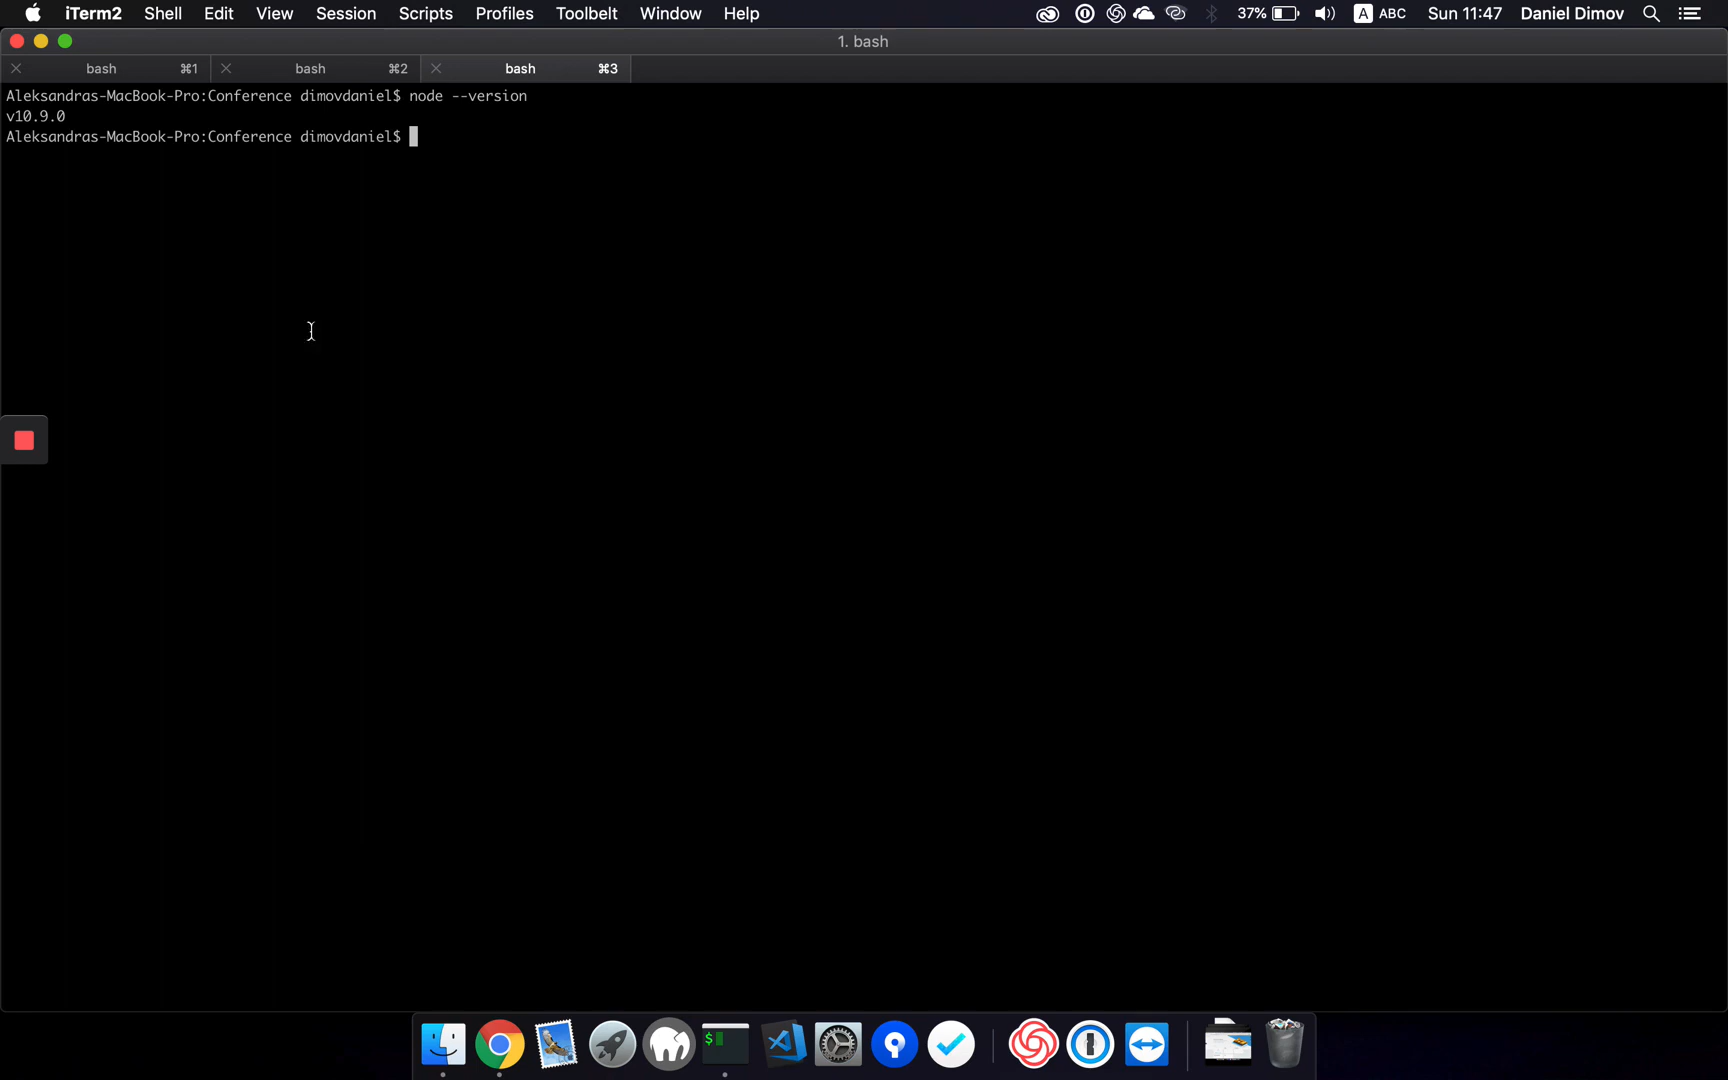 iTerm2 Shell Edit View Session Scripts Profiles Toolbelt Window Help 37% A ABC Sun 11:47 Daniel Dimov
1. bash
bash ⌘1 bash ⌘2 bash ⌘3
Aleksandras-MacBook-Pro:Conference dimovdaniel$ node --version
v10.9.0
Aleksandras-MacBook-Pro:Conference dimovdaniel$
$